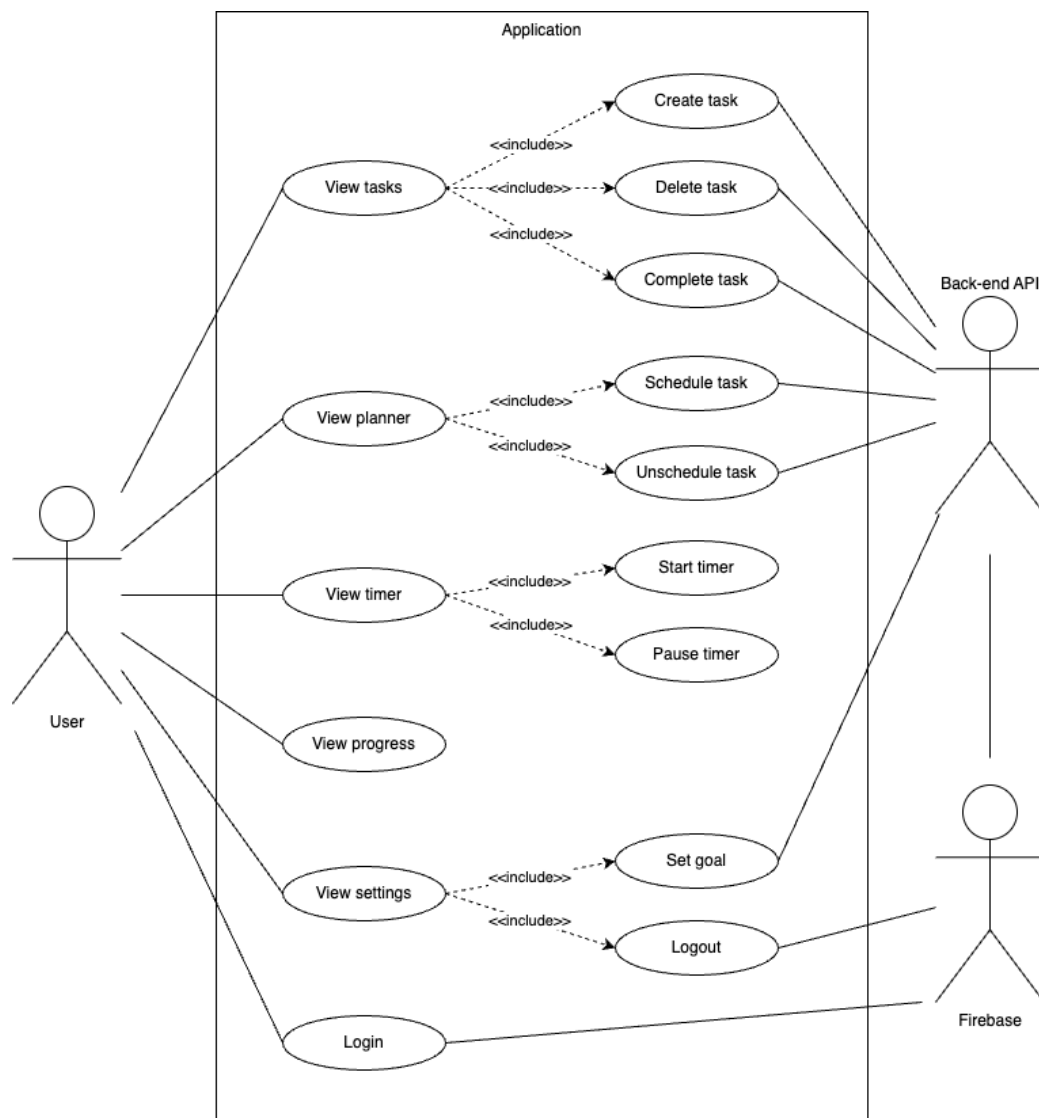 Application
Create task
<<include>>
View tasks
<<include>>
Delete task
<<include>>
Complete task
Back-end API
Schedule task
<<include>>
View planner
<<include>>
Unschedule task
Start timer
<<include>>
View timer
<<include>>
Pause timer
User
View progress
Set goal
<<include>>
View settings
<<include>>
Logout
Firebase
Login